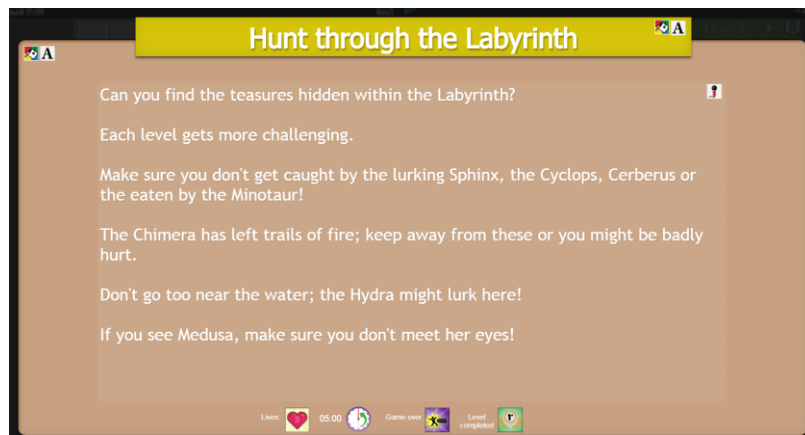 Hunt through the Labyrinth
A
Level 2
A
Can you find the teasures hidden within the Labyrinth?
Each level gets more challenging.
Make sure you don't get caught by the lurking Sphinx, the Cyclops, Cerberus or
the eaten by the Minotaur!
The Chimera has left trails of fire; keep away from these or you might be badly
hurt.
Don't go too near the water; the Hydra might lurk here!
If you see Medusa, make sure you don't meet her eyes!
Lives: 3 05:00 Game over Level
completed